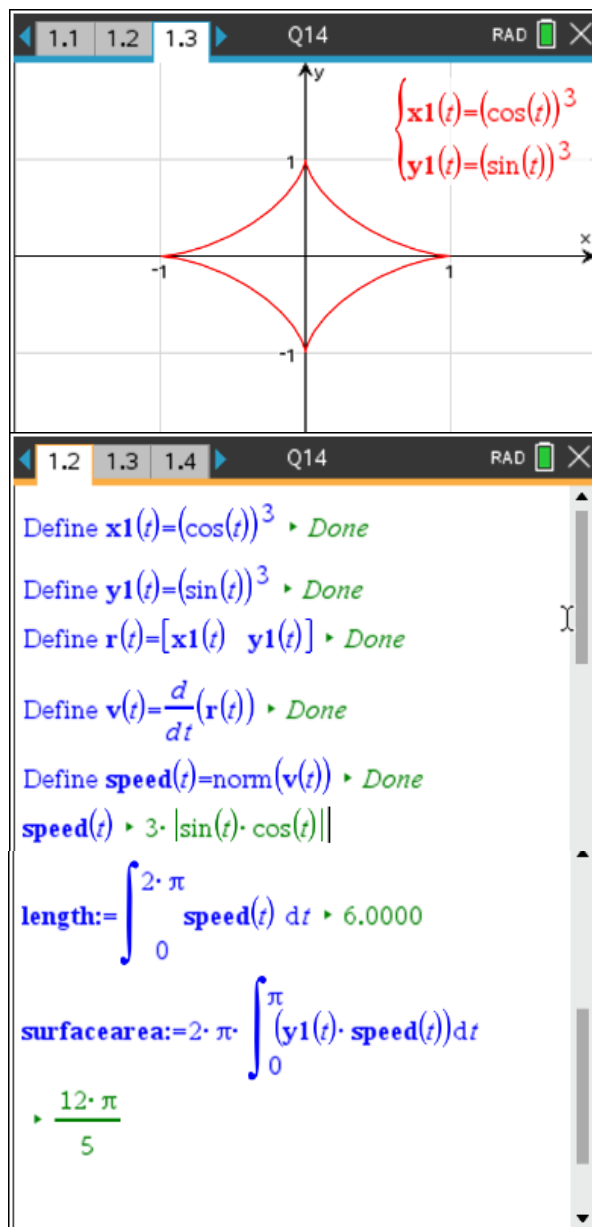 1.1 1.2 1.3 Q14 RAD
y
x1(t)=(cos(t))³
y1(t)=(sin(t))³
1
x
-1 1
-1
1.2 1.3 1.4 Q14 RAD
Define x1(t)=(cos(t))³ ▸ Done
Define y1(t)=(sin(t))³ ▸ Done
Define r(t)=[x1(t) y1(t)] ▸ Done
Define v(t)=d/dt(r(t)) ▸ Done
Define speed(t)=norm(v(t)) ▸ Done
speed(t) ▸ 3·|sin(t)·cos(t)|
length:=∫₀^(2·π) speed(t) dt ▸ 6.0000
surfacearea:=2·π·∫₀^π (y1(t)·speed(t))dt
▸ 12·π/5